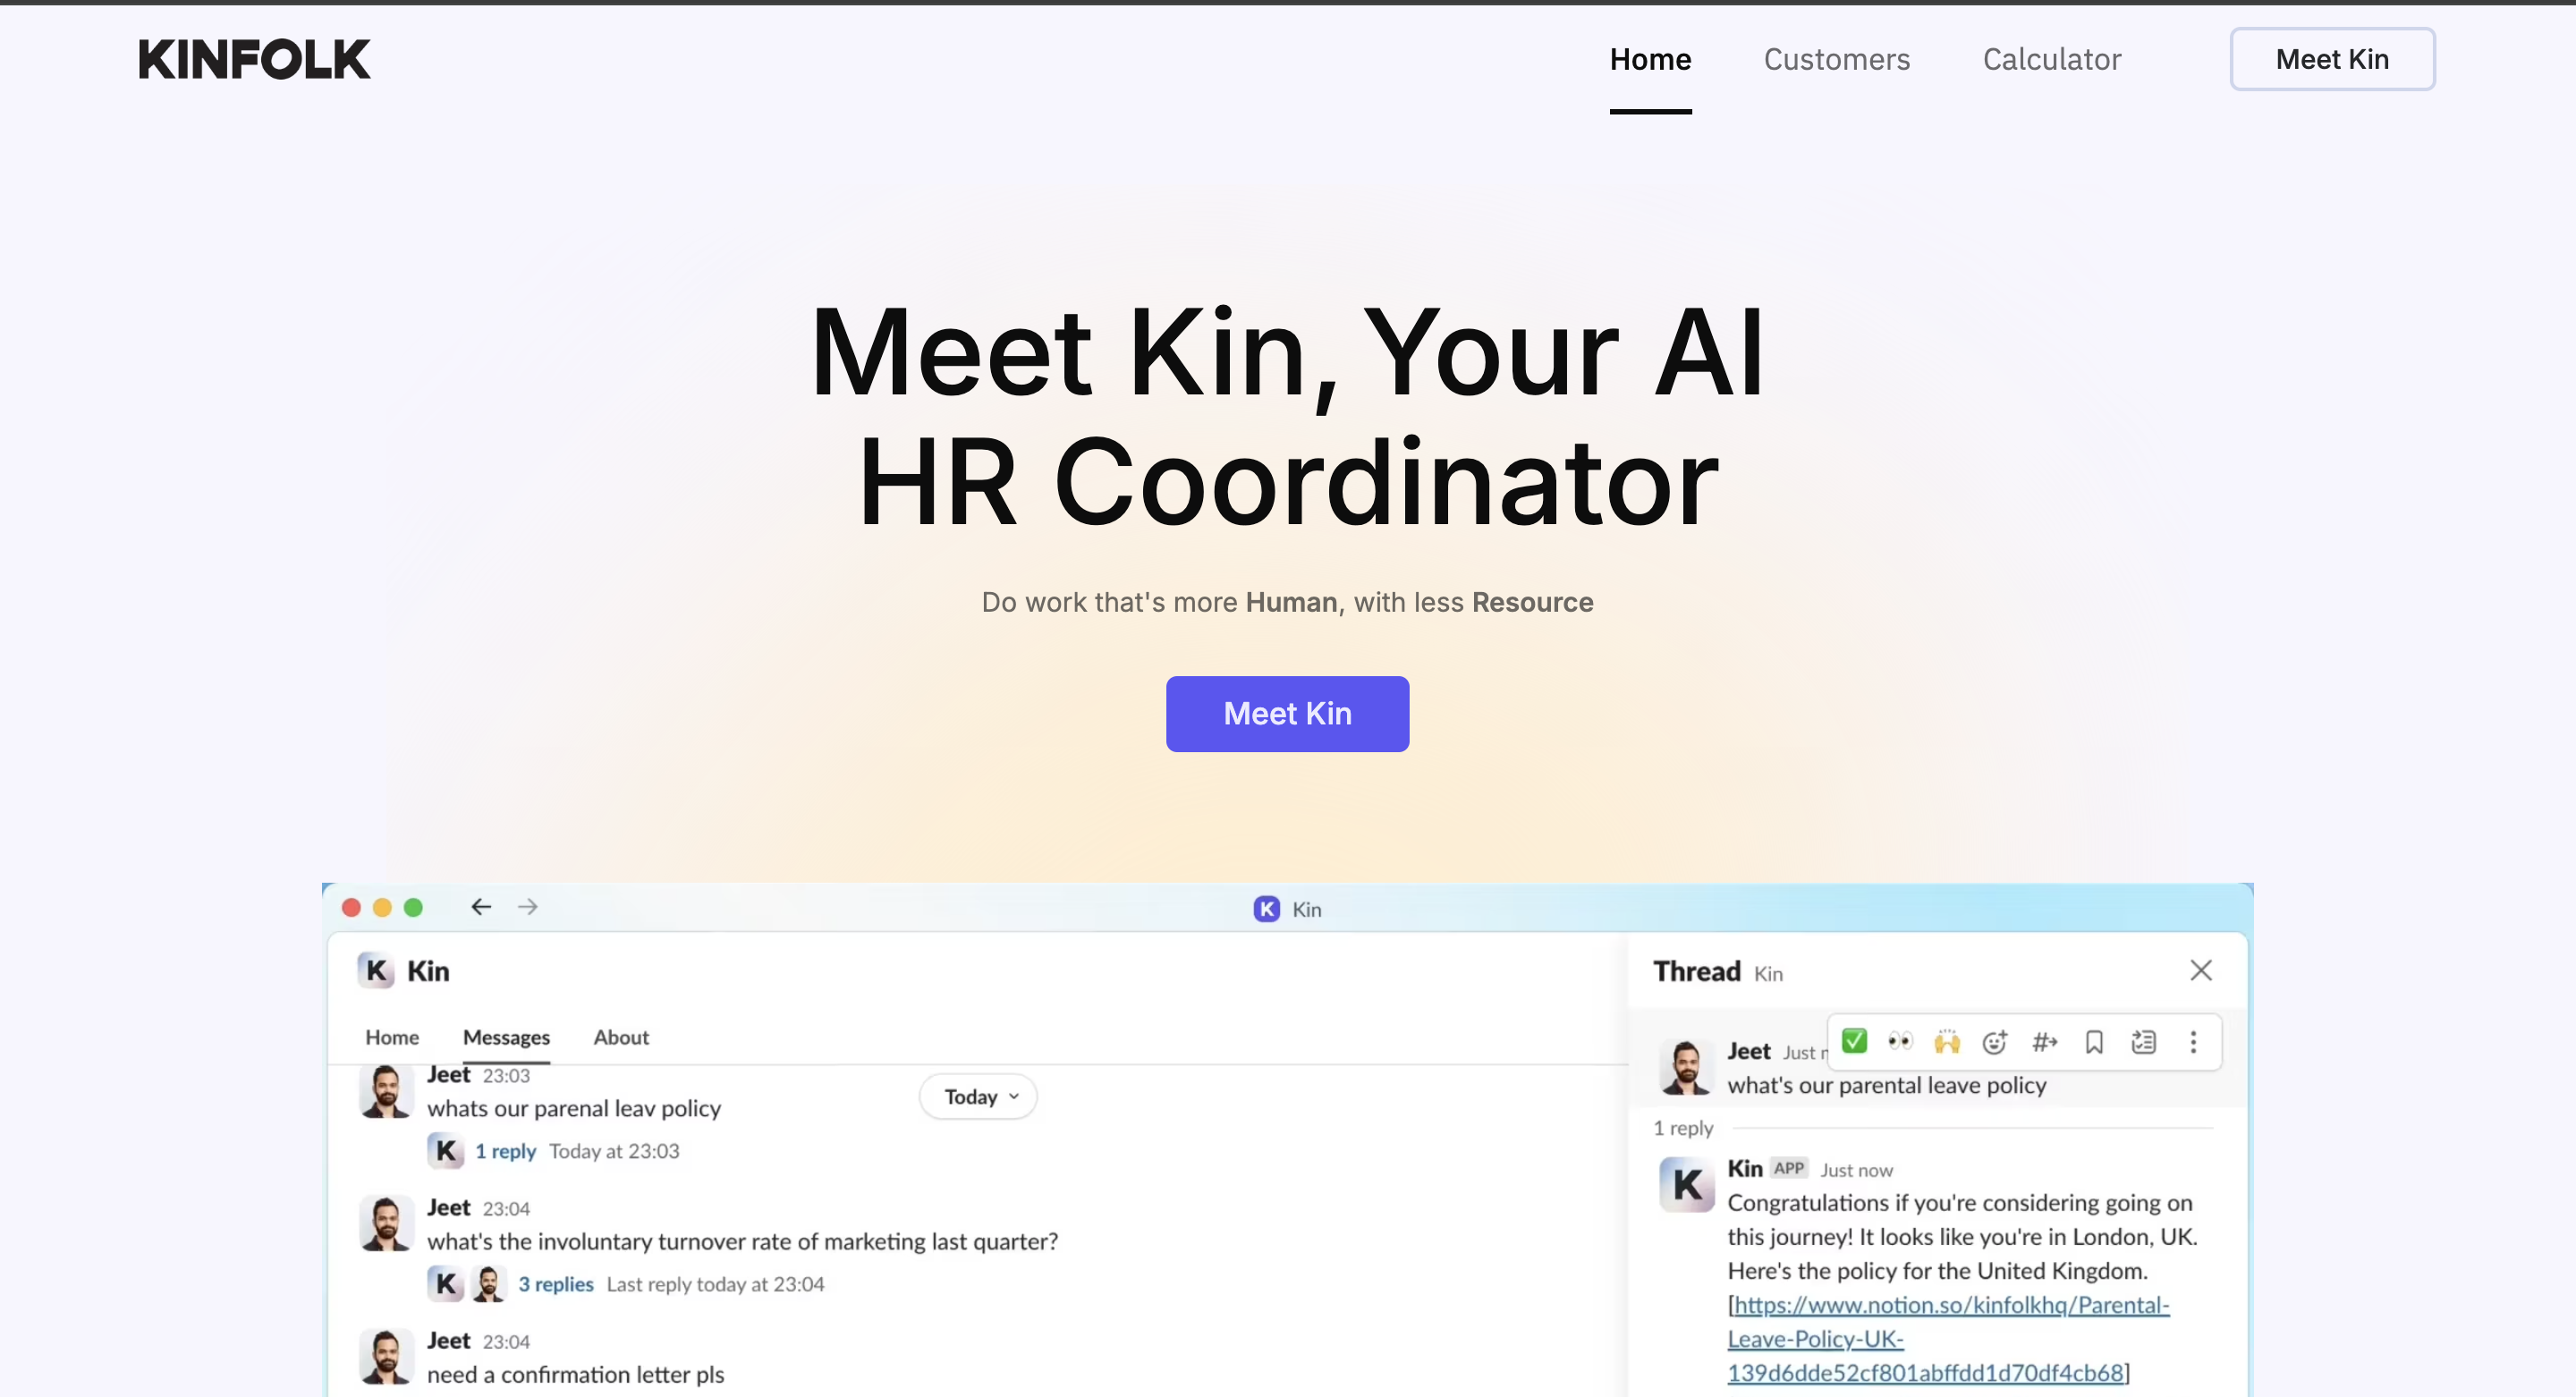 KINFOLK
Home Customers Calculator Meet Kin
Meet Kin, Your AI
HR Coordinator
Do work that's more Human, with less Resource
Meet Kin
K Kin
K Kin
Home Messages About
Jeet 23:03
whats our parenal leav policy
K 1 reply Today at 23:03
Today
Jeet 23:04
what's the involuntary turnover rate of marketing last quarter?
K 3 replies Last reply today at 23:04
Jeet 23:04
need a confirmation letter pls
Thread Kin
Jeet Just
what's our parental leave policy
1 reply
K
Kin APP Just now
Congratulations if you're considering going on
this journey! It looks like you're in London, UK.
Here's the policy for the United Kingdom.
[https://www.notion.so/kinfolkhq/Parental-
Leave-Policy-UK-
139d6dde52cf801abffdd1d70df4cb68]